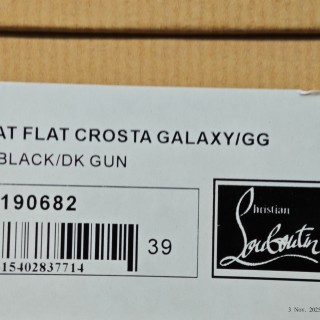 AT FLAT CROSTA GALAXY/GG
BLACK/DK GUN
190682
39
15402837714
Christian
Louboutin
3 Nov. 2025